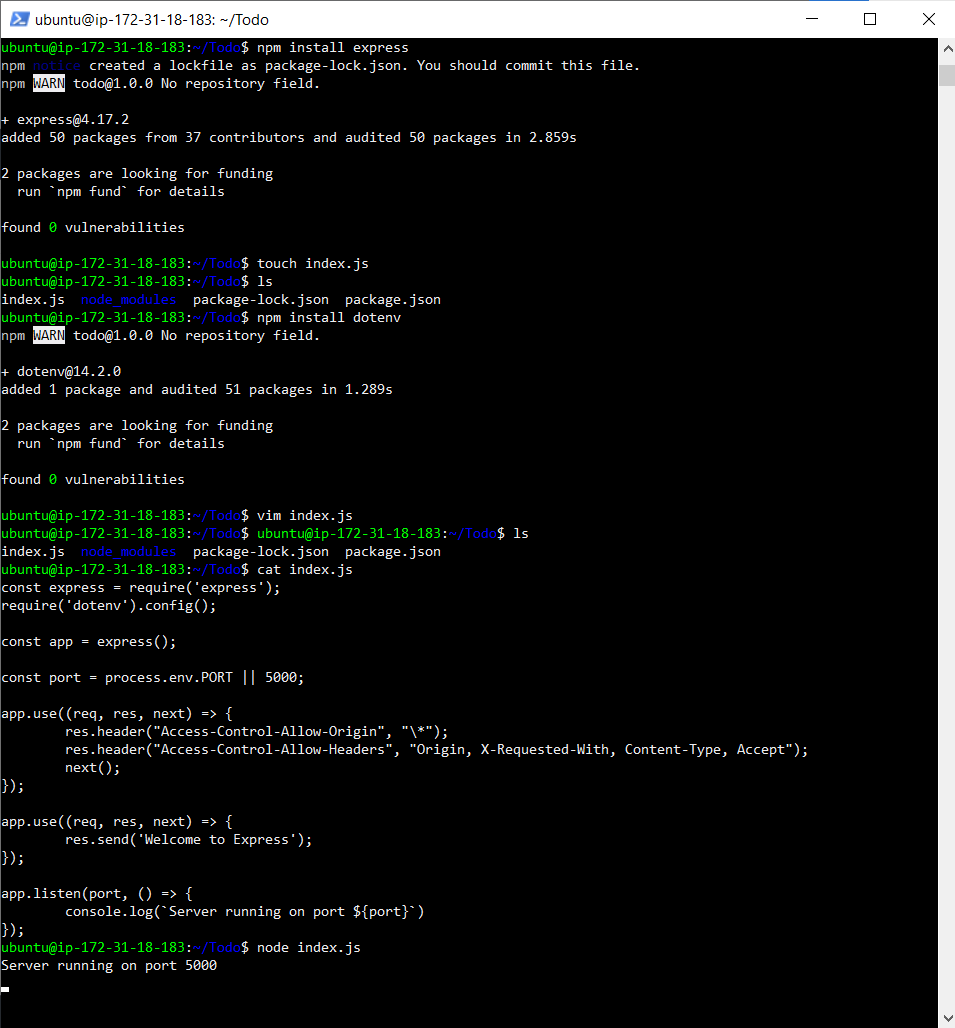 ubuntu@ip-172-31-18-183: ~/Todo
ubuntu@ip-172-31-18-183:~/Todo$ npm install express
npm notice created a lockfile as package-lock.json. You should commit this file.
npm WARN todo@1.0.0 No repository field.

+ express@4.17.2
added 50 packages from 37 contributors and audited 50 packages in 2.859s

2 packages are looking for funding
  run `npm fund` for details

found 0 vulnerabilities

ubuntu@ip-172-31-18-183:~/Todo$ touch index.js
ubuntu@ip-172-31-18-183:~/Todo$ ls
index.js  node_modules  package-lock.json  package.json
ubuntu@ip-172-31-18-183:~/Todo$ npm install dotenv
npm WARN todo@1.0.0 No repository field.

+ dotenv@14.2.0
added 1 package and audited 51 packages in 1.289s

2 packages are looking for funding
  run `npm fund` for details

found 0 vulnerabilities

ubuntu@ip-172-31-18-183:~/Todo$ vim index.js
ubuntu@ip-172-31-18-183:~/Todo$ ubuntu@ip-172-31-18-183:~/Todo$ ls
index.js  node_modules  package-lock.json  package.json
ubuntu@ip-172-31-18-183:~/Todo$ cat index.js
const express = require('express');
require('dotenv').config();

const app = express();

const port = process.env.PORT || 5000;

app.use((req, res, next) => {
        res.header("Access-Control-Allow-Origin", "\*");
        res.header("Access-Control-Allow-Headers", "Origin, X-Requested-With, Content-Type, Accept");
        next();
});

app.use((req, res, next) => {
        res.send('Welcome to Express');
});

app.listen(port, () => {
        console.log(`Server running on port ${port}`)
});
ubuntu@ip-172-31-18-183:~/Todo$ node index.js
Server running on port 5000